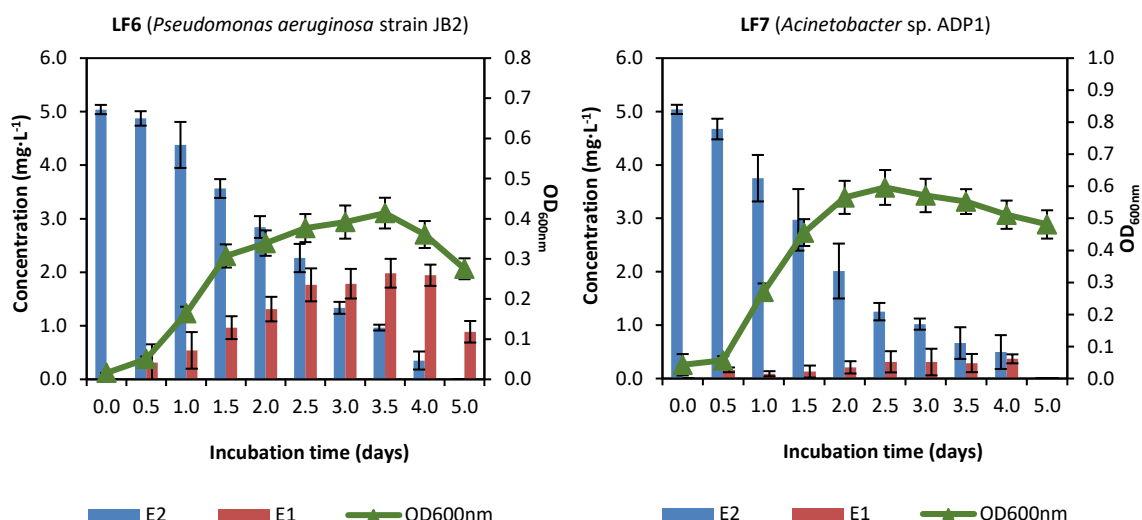 LF6 (Pseudomonas aeruginosa strain JB2)
6.0
5.0
4.0
3.0
2.0
1.0
0.0
Concentration (mg·L-1)
0.8
0.7
0.6
0.5
0.4
0.3
0.2
0.1
0.0
OD600nm
0.0 0.5 1.0 1.5 2.0 2.5 3.0 3.5 4.0 5.0
Incubation time (days)
E2 E1 OD600nm
LF7 (Acinetobacter sp. ADP1)
6.0
5.0
4.0
3.0
2.0
1.0
0.0
Concentration (mg·L-1)
1.0
0.9
0.8
0.7
0.6
0.5
0.4
0.3
0.2
0.1
0.0
OD600nm
0.0 0.5 1.0 1.5 2.0 2.5 3.0 3.5 4.0 5.0
Incubation time (days)
E2 E1 OD600nm